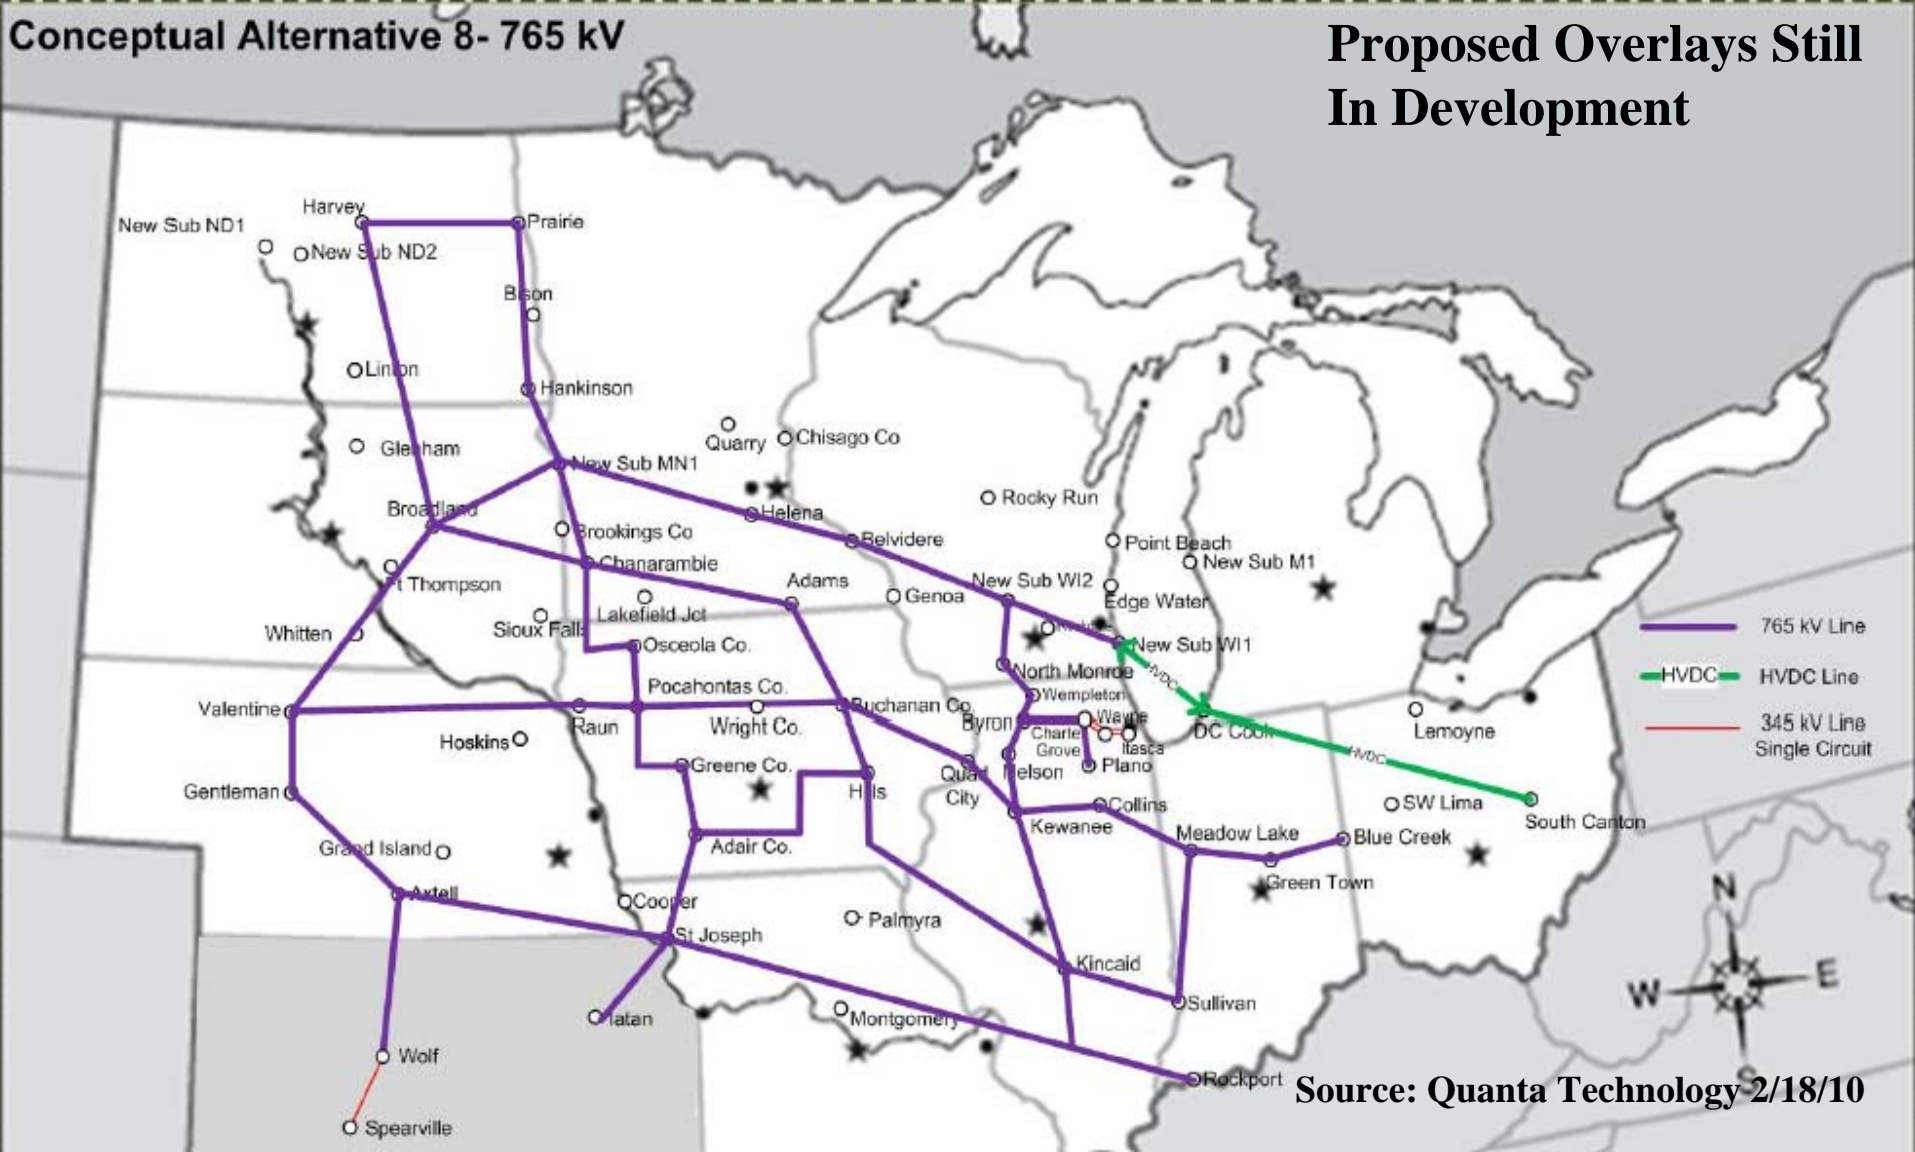 Conceptual Alternative 8- 765 kV
Proposed Overlays Still
In Development
Harvey
Prairie
New Sub ND1
New Sub ND2
Bison
Linton
Hankinson
Quarry
Chisago Co
Glenham
New Sub MN1
Rocky Run
Broadland
Helena
Brookings Co
Belvidere
Point Beach
New Sub M1
Chanarambie
Ft Thompson
Adams
New Sub WI2
Genoa
Edge Water
Lakefield Jct
Sioux Falls
Whitten
Osceola Co.
New Sub WI1
765 kV Line
North Monroe
HVDC
HVDC
HVDC Line
Pocahontas Co.
Wempleton
Valentine
Buchanan Co.
Byron
Wayne
Raun
Wright Co.
Charle
Grove
Itasca
DC Cook
Lemoyne
345 kV Line
Single Circuit
Hoskins
HVDC
Greene Co.
Quad
City
Nelson
Plano
Gentleman
Hills
Collins
SW Lima
South Canton
Kewanee
Meadow Lake
Blue Creek
Grand Island
Adair Co.
Green Town
Axtell
Cooper
Palmyra
N
St Joseph
Kincaid
W
E
Sullivan
Iatan
Montgomery
Wolf
Rockport
S
Source: Quanta Technology 2/18/10
Spearville